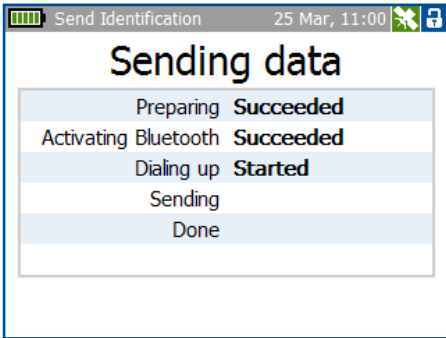 Send Identification 25 Mar, 11:00
Sending data
Preparing Succeeded
Activating Bluetooth Succeeded
Dialing up Started
Sending
Done